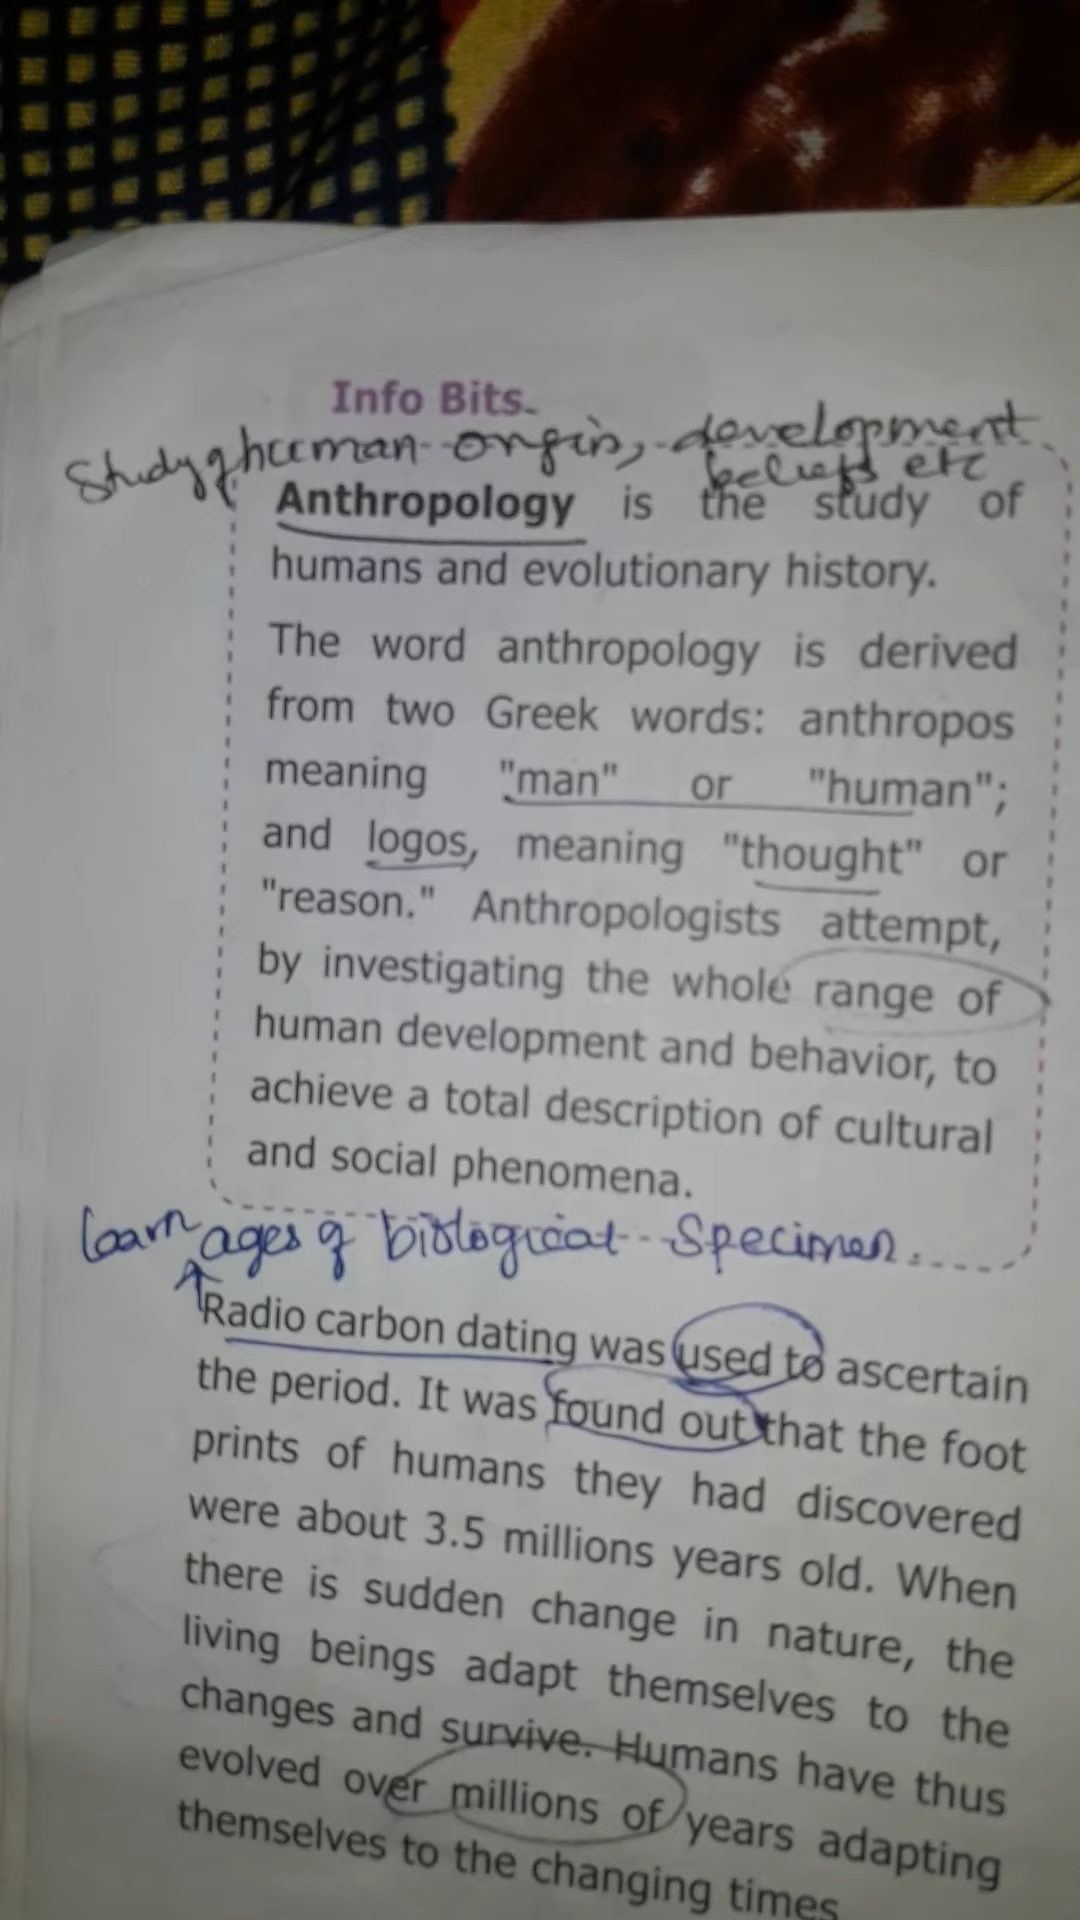 Info Bits
Study of human origin, development
beliefs etc
Anthropology is the study of
humans and evolutionary history.
The word anthropology is derived
from two Greek words: anthropos
meaning "man" or "human";
and logos, meaning "thought" or
"reason." Anthropologists attempt,
by investigating the whole range of
human development and behavior, to
achieve a total description of cultural
and social phenomena.
learn ages of biological Specimen.
Radio carbon dating was used to ascertain
the period. It was found out that the foot
prints of humans they had discovered
were about 3.5 millions years old. When
there is sudden change in nature, the
living beings adapt themselves to the
changes and survive. Humans have thus
evolved over millions of years adapting
themselves to the changing times